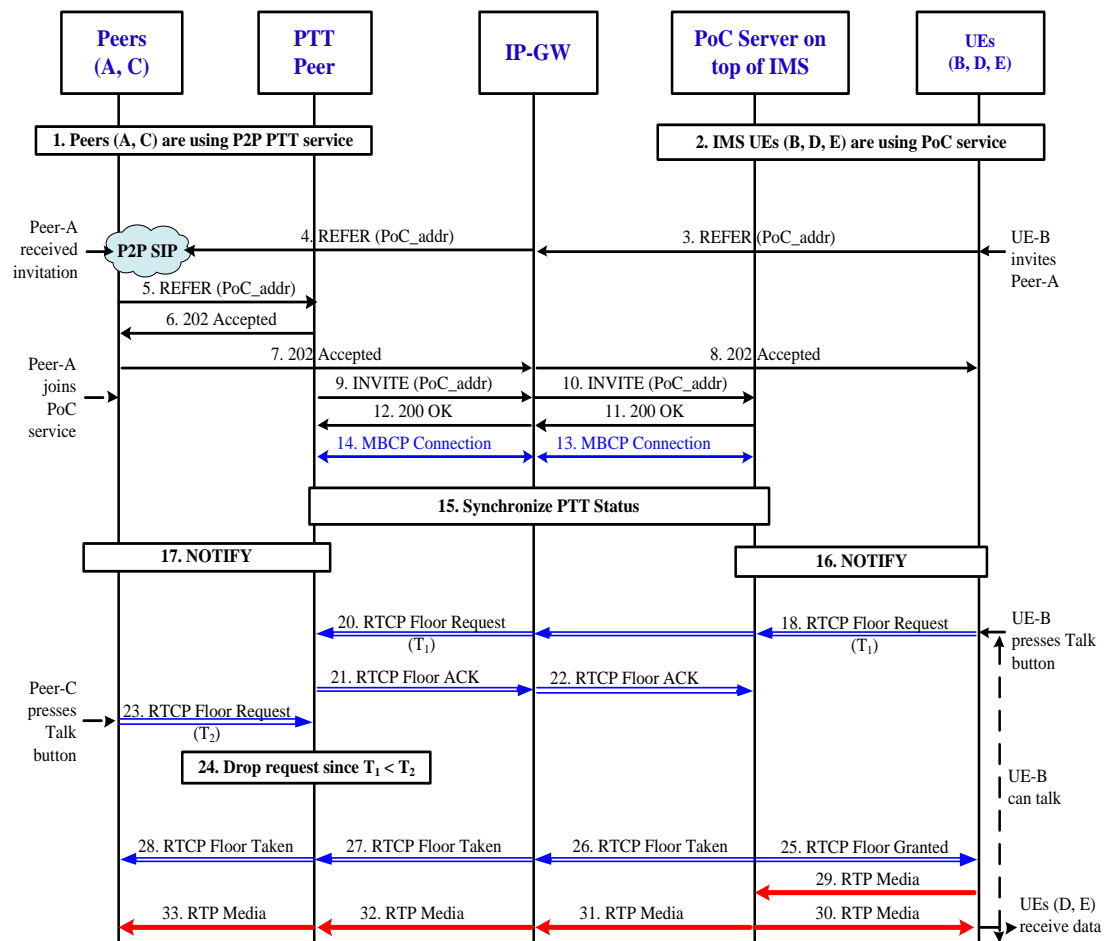 Peers
(A, C)
PTT
Peer
IP-GW
PoC Server on
top of IMS
UEs
(B, D, E)
1. Peers (A, C) are using P2P PTT service
2. IMS UEs (B, D, E) are using PoC service
Peer-A
received
invitation
P2P SIP
4. REFER (PoC_addr)
3. REFER (PoC_addr)
UE-B
invites
Peer-A
5. REFER (PoC_addr)
6. 202 Accepted
7. 202 Accepted
8. 202 Accepted
Peer-A
joins
PoC
service
9. INVITE (PoC_addr)
10. INVITE (PoC_addr)
12. 200 OK
11. 200 OK
14. MBCP Connection
13. MBCP Connection
15. Synchronize PTT Status
17. NOTIFY
16. NOTIFY
20. RTCP Floor Request
(T1)
18. RTCP Floor Request
(T1)
UE-B
presses Talk
button
21. RTCP Floor ACK
22. RTCP Floor ACK
Peer-C
presses
Talk
button
23. RTCP Floor Request
(T2)
24. Drop request since T1 < T2
UE-B
can talk
28. RTCP Floor Taken
27. RTCP Floor Taken
26. RTCP Floor Taken
25. RTCP Floor Granted
29. RTP Media
33. RTP Media
32. RTP Media
31. RTP Media
30. RTP Media
UEs (D, E)
receive data